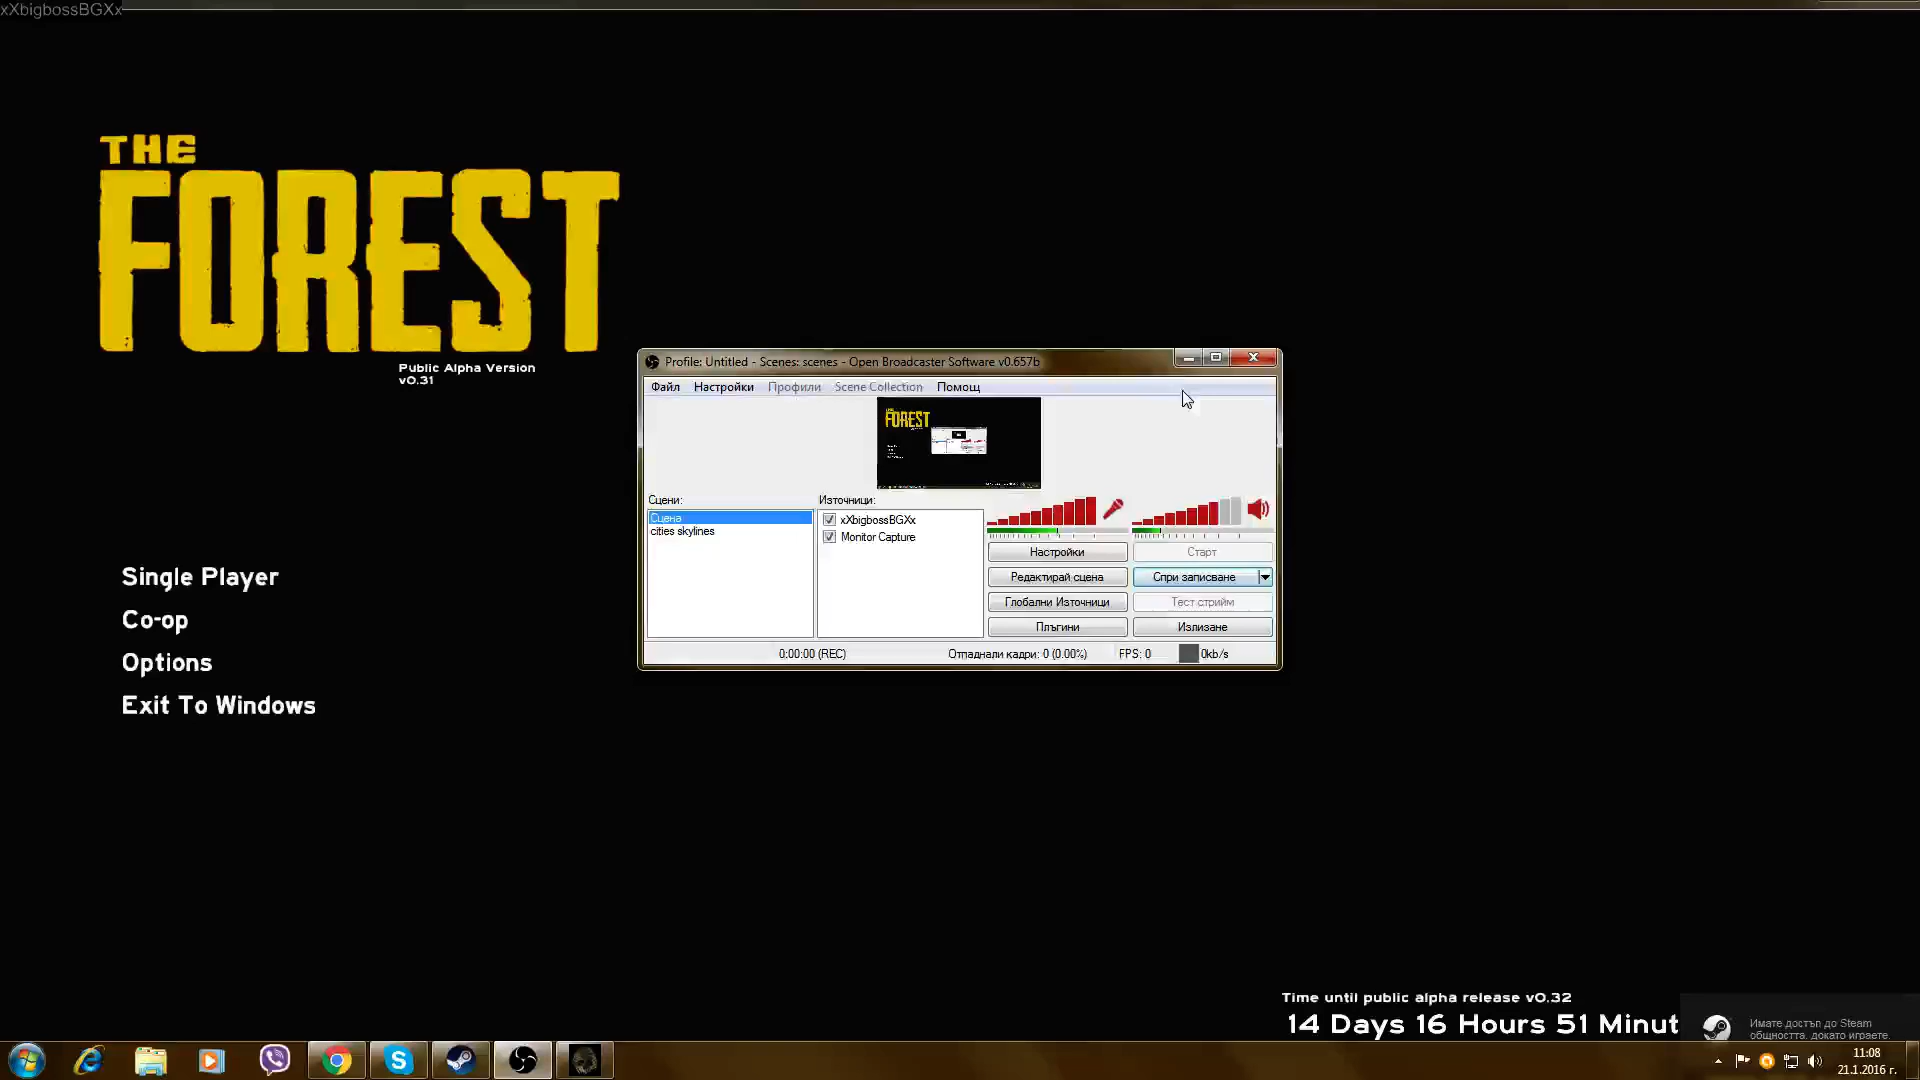 xXbigbossBGXx
THE
FOREST
Public Alpha Version
v0.31
Single Player
Co-op
Options
Exit To Windows
Profile: Untitled - Scenes: scenes - Open Broadcaster Software v0.657b
Файл Настройки Профили Scene Collection Помощ
FOREST
Сцени:
Източници:
Сцена
cities skylines
xXbigbossBGXx
Monitor Capture
Настройки
Старт
Редактирай сцена
Спри записване
Глобални Източници
Тест стрийм
Плъгини
Излизане
0:00:00 (REC)
Отпаднали кадри: 0 (0.00%)
FPS: 0
0kb/s
Time until public alpha release v0.32
14 Days 16 Hours 51 Minut
Имате достъп до Steam
общността, докато играете.
11:08
21.1.2016 г.